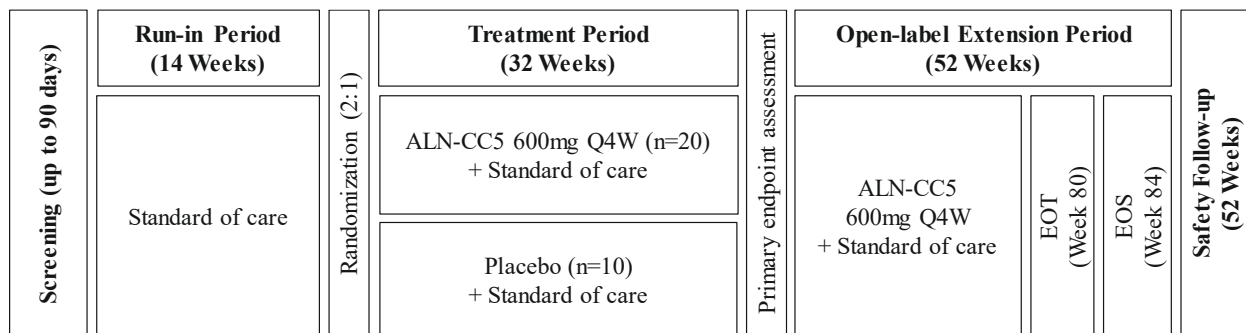 Screening (up to 90 days)
Run-in Period
(14 Weeks)
Standard of care
Randomization (2:1)
Treatment Period
(32 Weeks)
ALN-CC5 600mg Q4W (n=20)
+ Standard of care
Placebo (n=10)
+ Standard of care
Primary endpoint assessment
Open-label Extension Period
(52 Weeks)
ALN-CC5
600mg Q4W
+ Standard of care
EOT
(Week 80)
EOS
(Week 84)
Safety Follow-up
(52 Weeks)